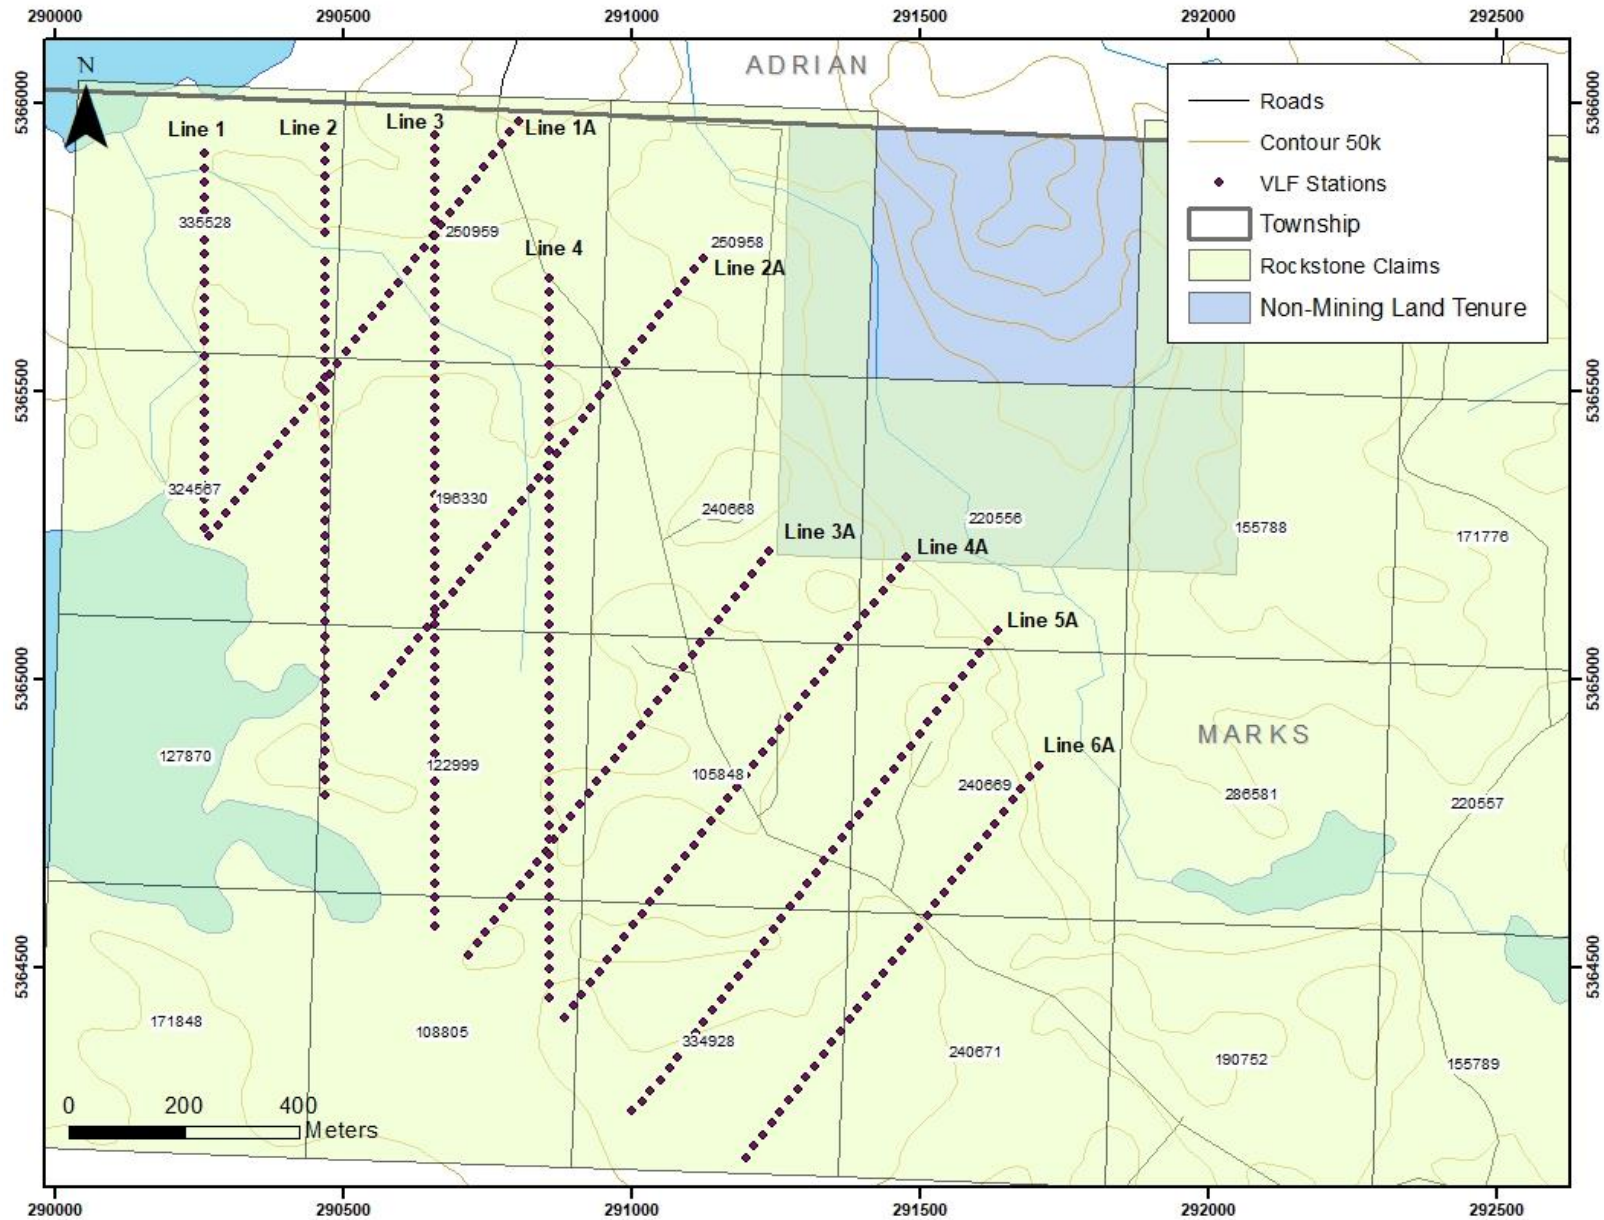 290000 290500 291000 291500 292000 292500
ADRIAN
N
5366000
5366000
Roads
Contour 50k
VLF Stations
Township
Rockstone Claims
Non-Mining Land Tenure
Line 1
Line 2
Line 3
Line 1A
335528
250959
250958
Line 4
Line 2A
5365500
5365500
324567
196330
240668
220556
155788
171776
Line 3A
Line 4A
Line 5A
5365000
5365000
MARKS
Line 6A
127870
122999
105848
240669
286581
220557
5364500
5364500
171848
108805
334928
240671
190752
155789
0 200 400
Meters
290000 290500 291000 291500 292000 292500